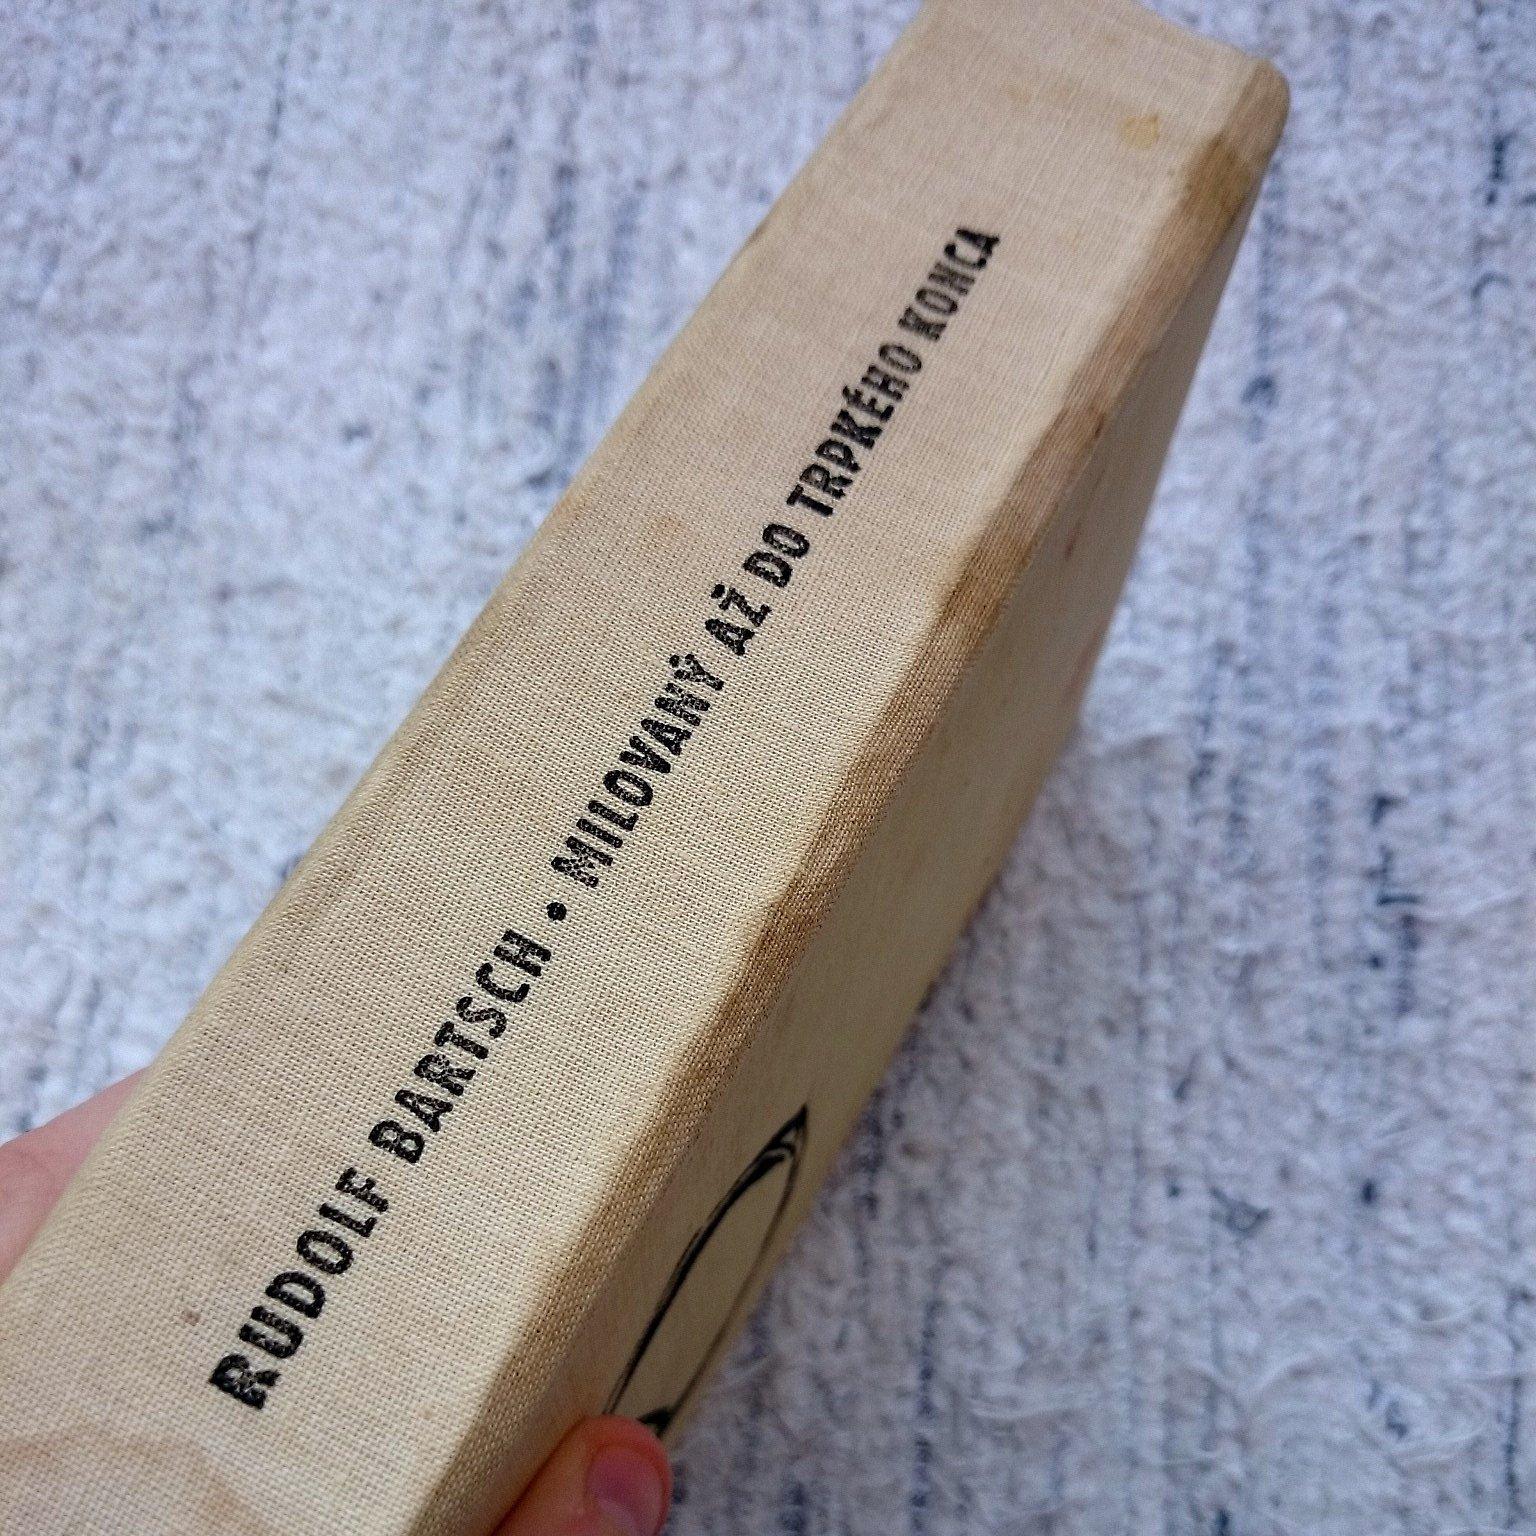 RUDOLF BARTSCH • MILOVANÝ AŽ DO TRPKÉHO KONCA